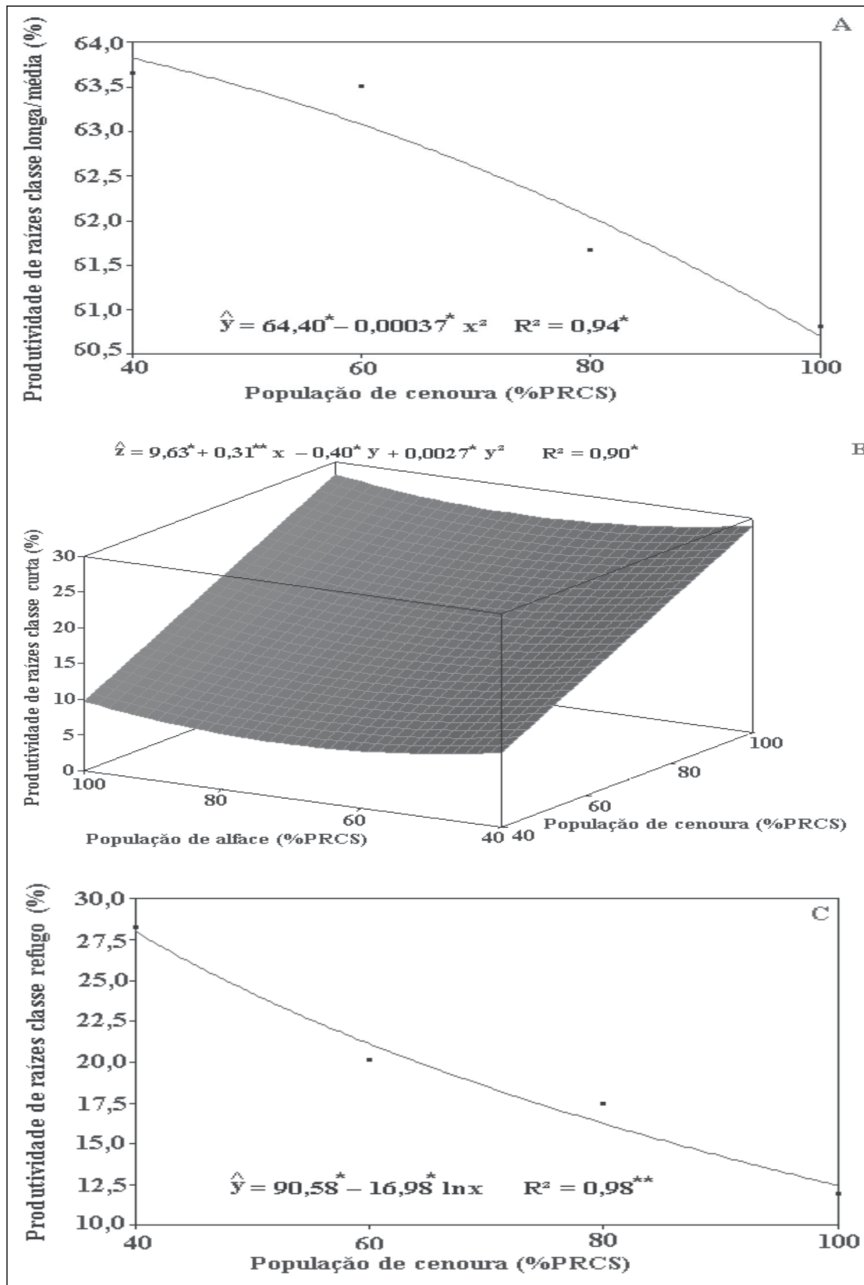 A
Produtividade de raízes classe longa/média (%)
64,0
63,5
63,0
62,5
62,0
61,5
61,0
60,5
ŷ = 64,40* – 0,00037* x² R² = 0,94*
40 60 80 100
População de cenoura (%PRCS)
ẑ = 9,63* + 0,31** x – 0,40* y + 0,0027* y² R² = 0,90*
B
Produtividade de raízes classe curta (%)
30
25
20
15
10
5
0
100 80 60 40
População de alface (%PRCS)
40 60 80 100
População de cenoura (%PRCS)
C
Produtividade de raízes classe refugo (%)
30,0
27,5
25,0
22,5
20,0
17,5
15,0
12,5
10,0
ŷ = 90,58* – 16,98* lnx R² = 0,98**
40 60 80 100
População de cenoura (%PRCS)